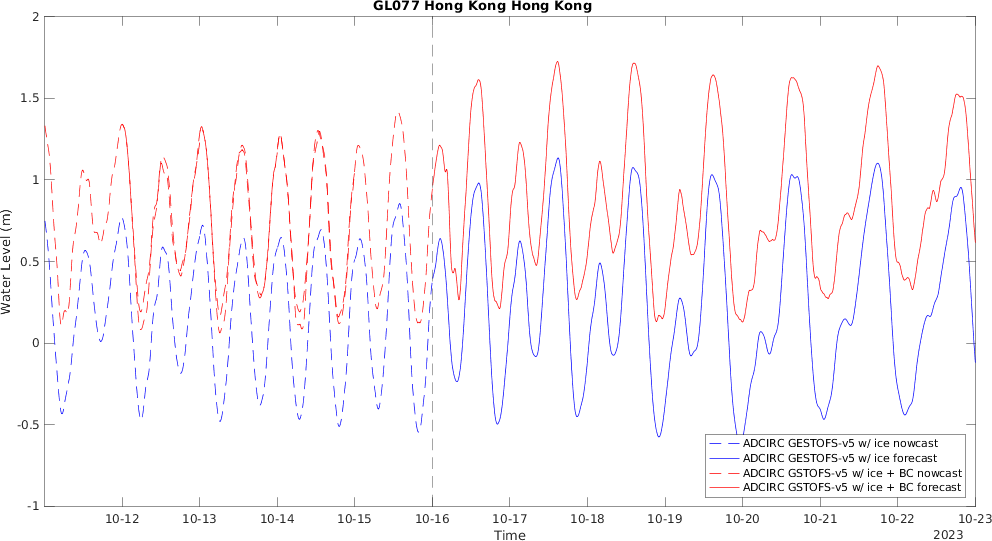 GL077 Hong Kong Hong Kong
2
1.5
1
0.5
0
-0.5
-1
Water Level (m)
ADCIRC GESTOFS-v5 w/ ice nowcast
ADCIRC GESTOFS-v5 w/ ice forecast
ADCIRC GSTOFS-v5 w/ ice + BC nowcast
ADCIRC GSTOFS-v5 w/ ice + BC forecast
10-12 10-13 10-14 10-15 10-16 10-17 10-18 10-19 10-20 10-21 10-22 10-23
Time
2023